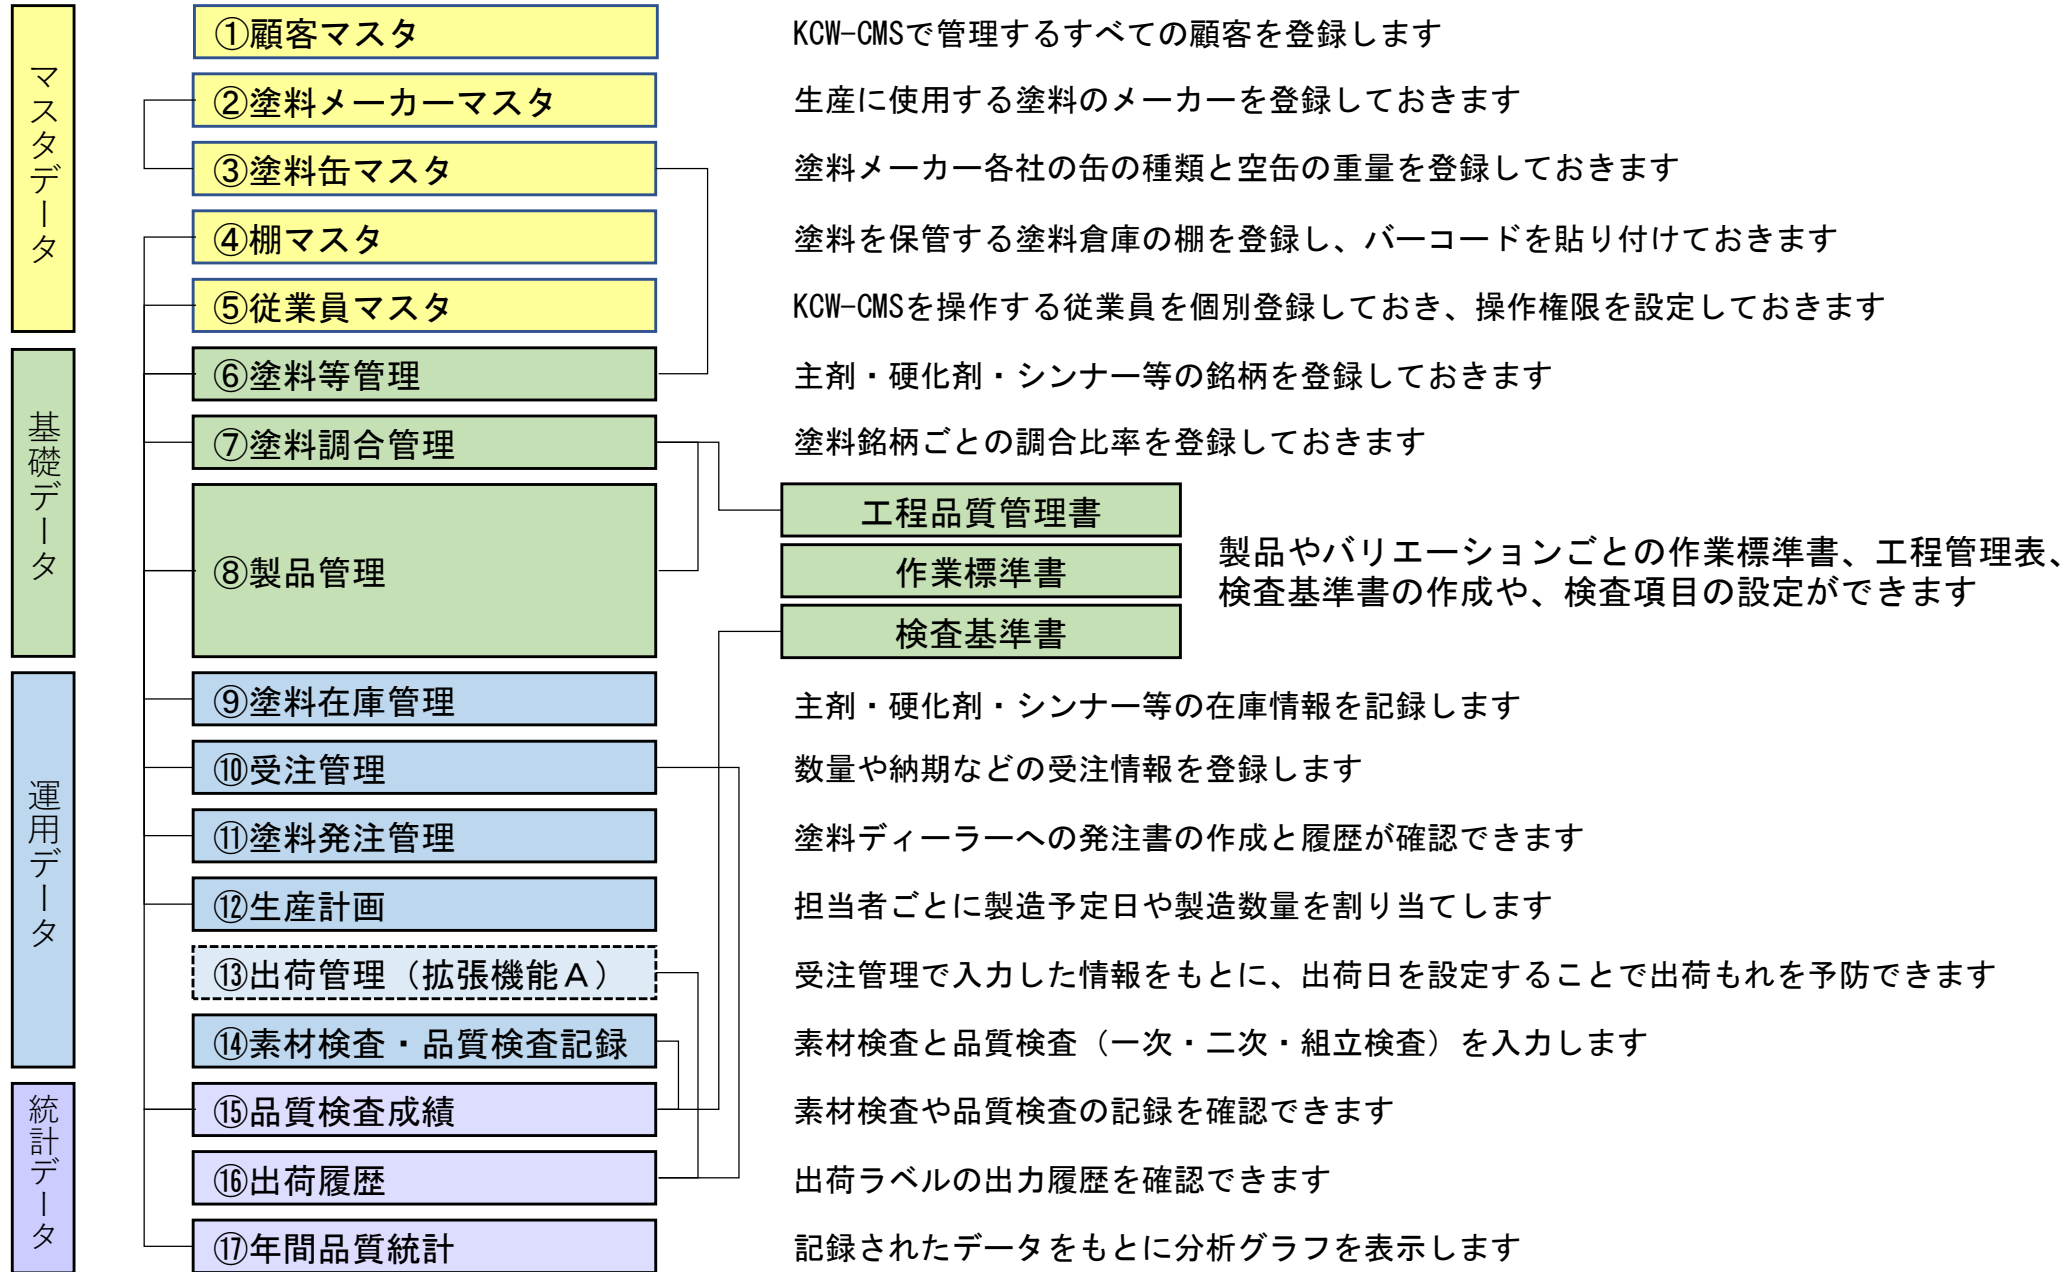 マスタデータ
①顧客マスタ
KCW-CMSで管理するすべての顧客を登録します
②塗料メーカーマスタ
生産に使用する塗料のメーカーを登録しておきます
③塗料缶マスタ
塗料メーカー各社の缶の種類と空缶の重量を登録しておきます
④棚マスタ
塗料を保管する塗料倉庫の棚を登録し、バーコードを貼り付けておきます
⑤従業員マスタ
KCW-CMSを操作する従業員を個別登録しておき、操作権限を設定しておきます
基礎データ
⑥塗料等管理
主剤・硬化剤・シンナー等の銘柄を登録しておきます
⑦塗料調合管理
塗料銘柄ごとの調合比率を登録しておきます
⑧製品管理
工程品質管理書
作業標準書
検査基準書
製品やバリエーションごとの作業標準書、工程管理表、
検査基準書の作成や、検査項目の設定ができます
運用データ
⑨塗料在庫管理
主剤・硬化剤・シンナー等の在庫情報を記録します
⑩受注管理
数量や納期などの受注情報を登録します
⑪塗料発注管理
塗料ディーラーへの発注書の作成と履歴が確認できます
⑫生産計画
担当者ごとに製造予定日や製造数量を割り当てします
⑬出荷管理（拡張機能Ａ）
受注管理で入力した情報をもとに、出荷日を設定することで出荷もれを予防できます
⑭素材検査・品質検査記録
素材検査と品質検査（一次・二次・組立検査）を入力します
統計データ
⑮品質検査成績
素材検査や品質検査の記録を確認できます
⑯出荷履歴
出荷ラベルの出力履歴を確認できます
⑰年間品質統計
記録されたデータをもとに分析グラフを表示します